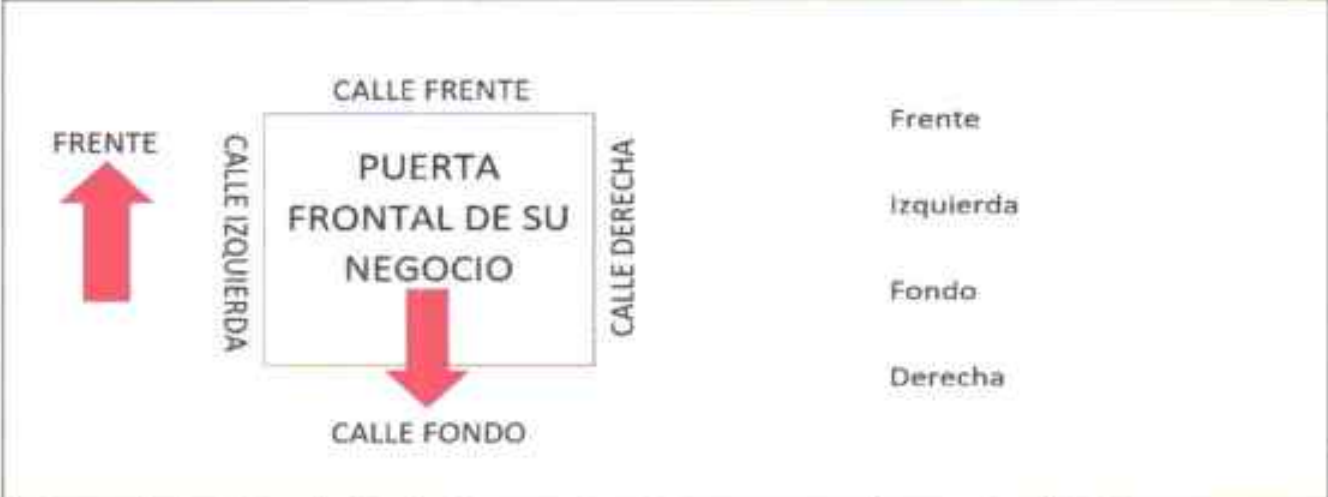 CALLE FRENTE
FRENTE
CALLE IZQUIERDA
PUERTA
FRONTAL DE SU
NEGOCIO
CALLE DERECHA
CALLE FONDO
Frente
Izquierda
Fondo
Derecha